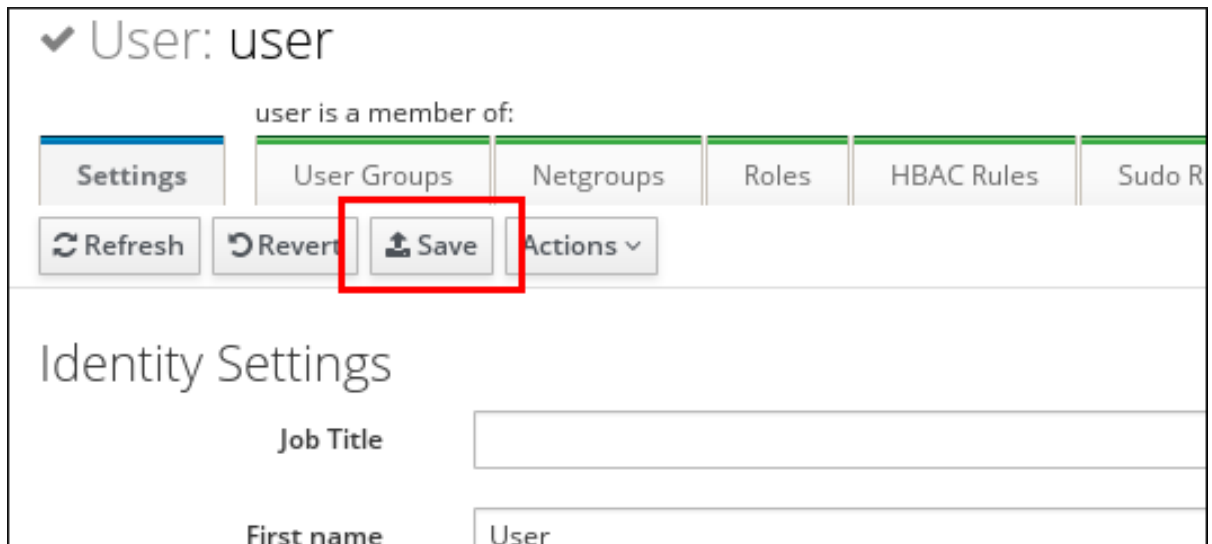 User: user
user is a member of:
Settings User Groups Netgroups Roles HBAC Rules Sudo R
Refresh Revert Save Actions
Identity Settings
Job Title
First name User